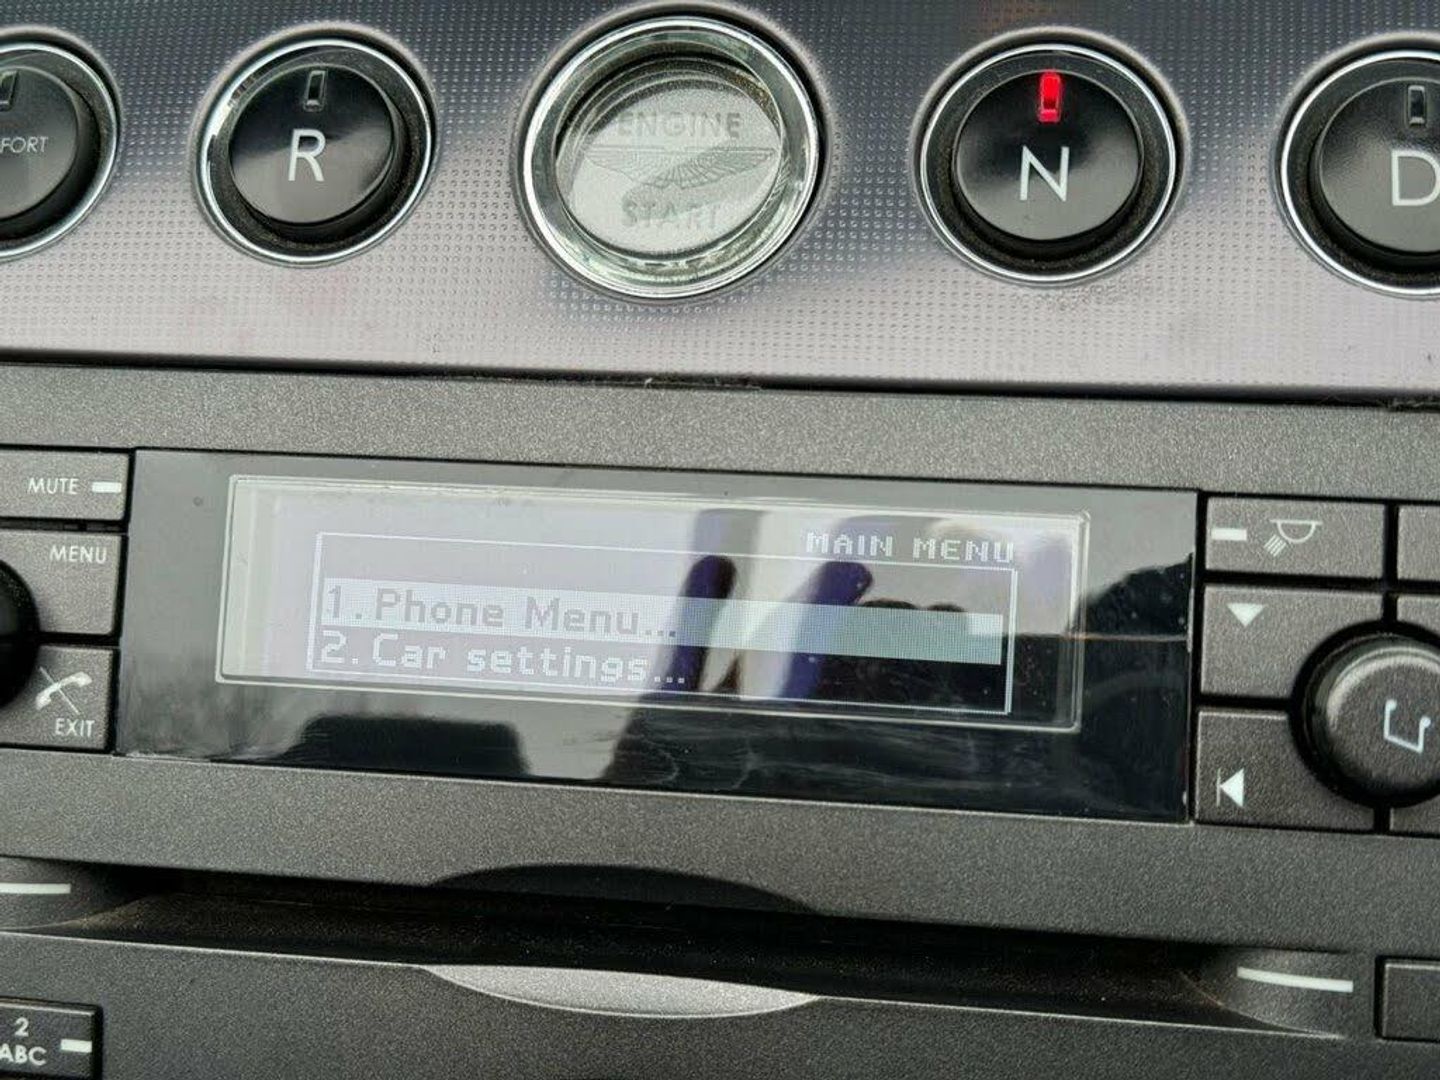 FORT
R
ENGINE
START
N
D
MUTE
MENU
EXIT
MAIN MENU
1. Phone Menu...
2. Car settings...
2
ABC